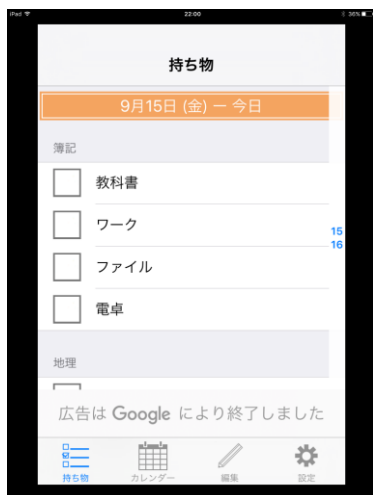 iPad 22:00 36%
持ち物
9月15日 (金) — 今日
簿記
教科書
ワーク
15
16
ファイル
電卓
地理
広告は Google により終了しました
持ち物 カレンダー 編集 設定